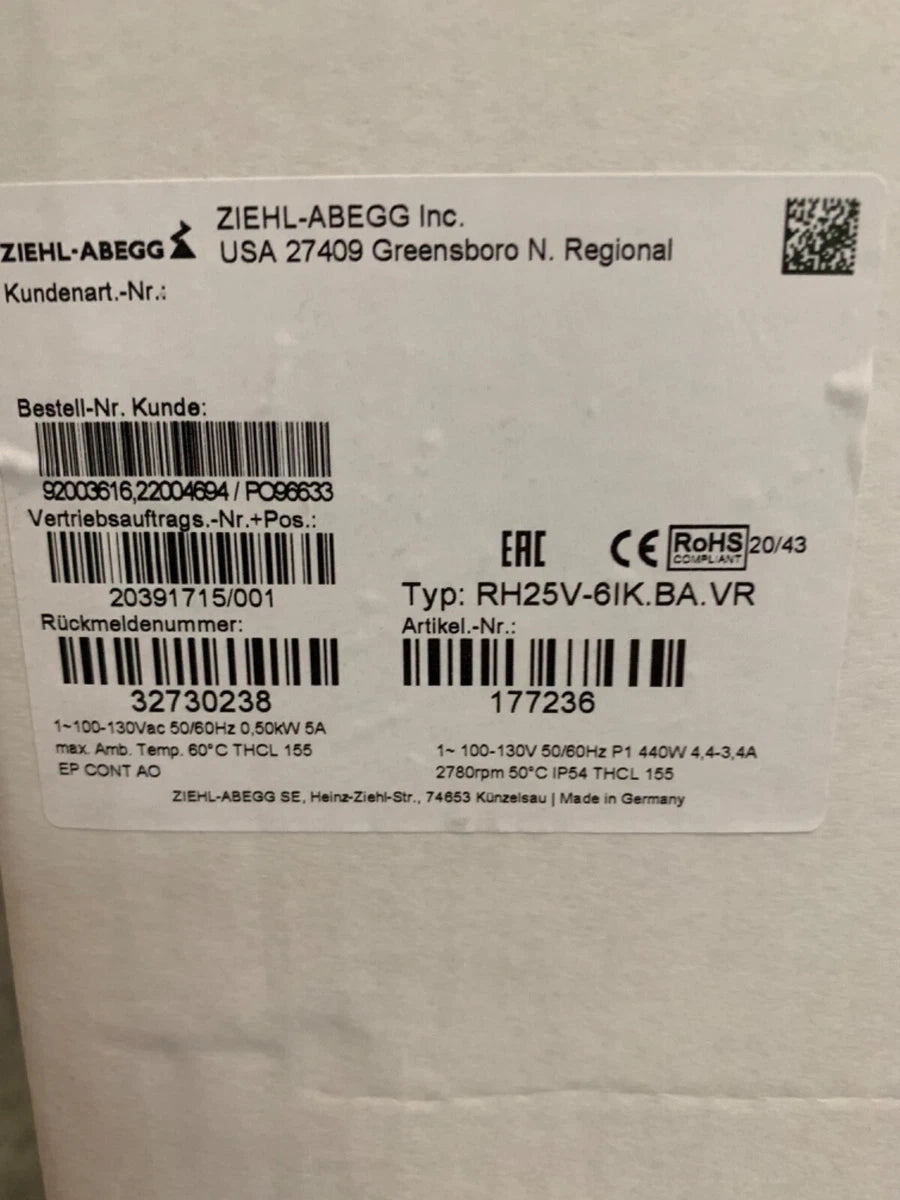 ZIEHL-ABEGG
ZIEHL-ABEGG Inc.
USA 27409 Greensboro N. Regional
Kundenart.-Nr.:
Bestell-Nr. Kunde:
92003616,22004694 / PO96633
Vertriebsauftrags.-Nr.+Pos.:
20391715/001
Rückmeldenummer:
32730238
1~100-130Vac 50/60Hz 0,50kW 5A
max. Amb. Temp. 60°C THCL 155
EP CONT AO
EAC CE RoHS COMPLIANT 20/43
Typ: RH25V-6IK.BA.VR
Artikel.-Nr.:
177236
1~ 100-130V 50/60Hz P1 440W 4,4-3,4A
2780rpm 50°C IP54 THCL 155
ZIEHL-ABEGG SE, Heinz-Ziehl-Str., 74653 Künzelsau | Made in Germany